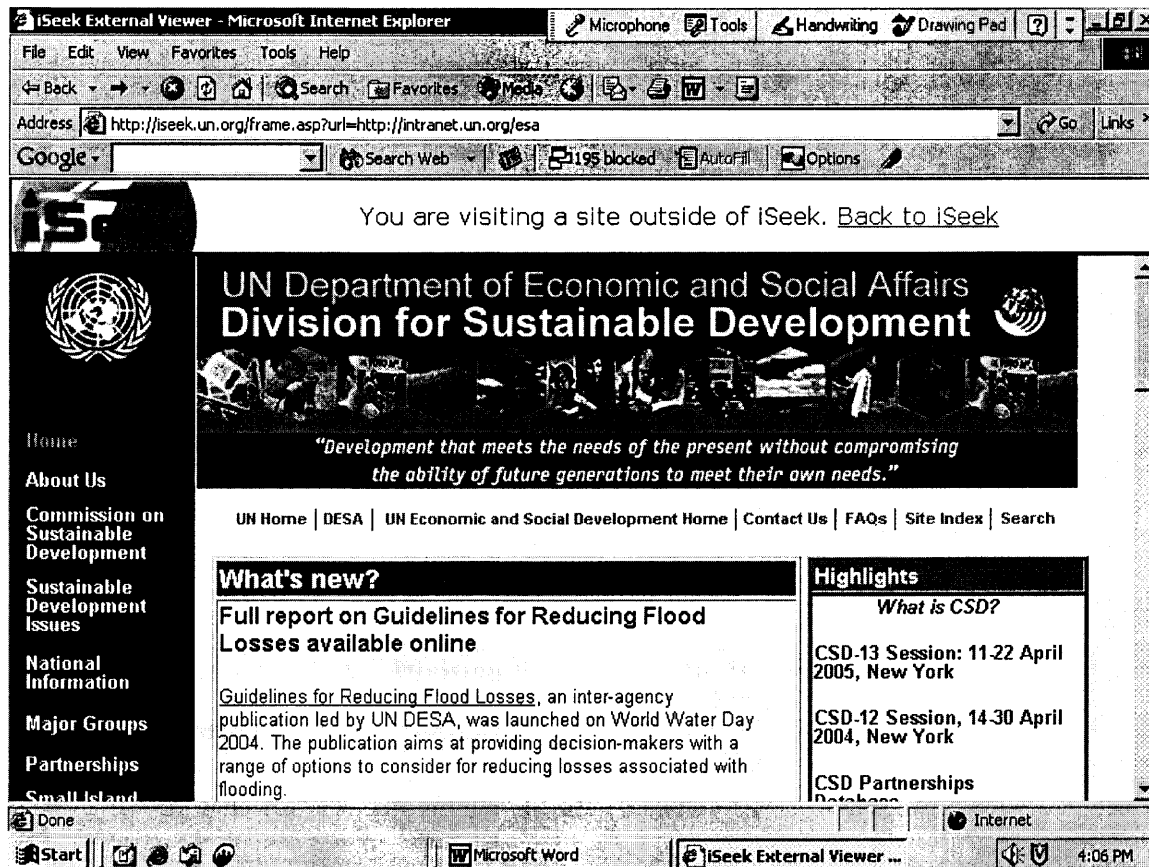 iSeek External Viewer - Microsoft Internet Explorer
Microphone Tools Handwriting Drawing Pad ?
File Edit View Favorites Tools Help
Back Search Favorites Media W
Address http://iseek.un.org/frame.asp?url=http://intranet.un.org/esa Go Links »
Google Search Web 195 blocked AutoFill Options
iSeek
You are visiting a site outside of iSeek. Back to iSeek
UN Department of Economic and Social Affairs
Division for Sustainable Development
"Development that meets the needs of the present without compromising
the ability of future generations to meet their own needs."
Home
About Us
Commission on
Sustainable
Development
Sustainable
Development
Issues
National
Information
Major Groups
Partnerships
Small Island
UN Home | DESA | UN Economic and Social Development Home | Contact Us | FAQs | Site Index | Search
What's new?
Full report on Guidelines for Reducing Flood
Losses available online
Guidelines for Reducing Flood Losses, an inter-agency
publication led by UN DESA, was launched on World Water Day
2004. The publication aims at providing decision-makers with a
range of options to consider for reducing losses associated with
flooding.
Highlights
What is CSD?
CSD-13 Session: 11-22 April
2005, New York
CSD-12 Session, 14-30 April
2004, New York
CSD Partnerships
Database
Done Internet
Start Microsoft Word iSeek External Viewer ... 4:06 PM